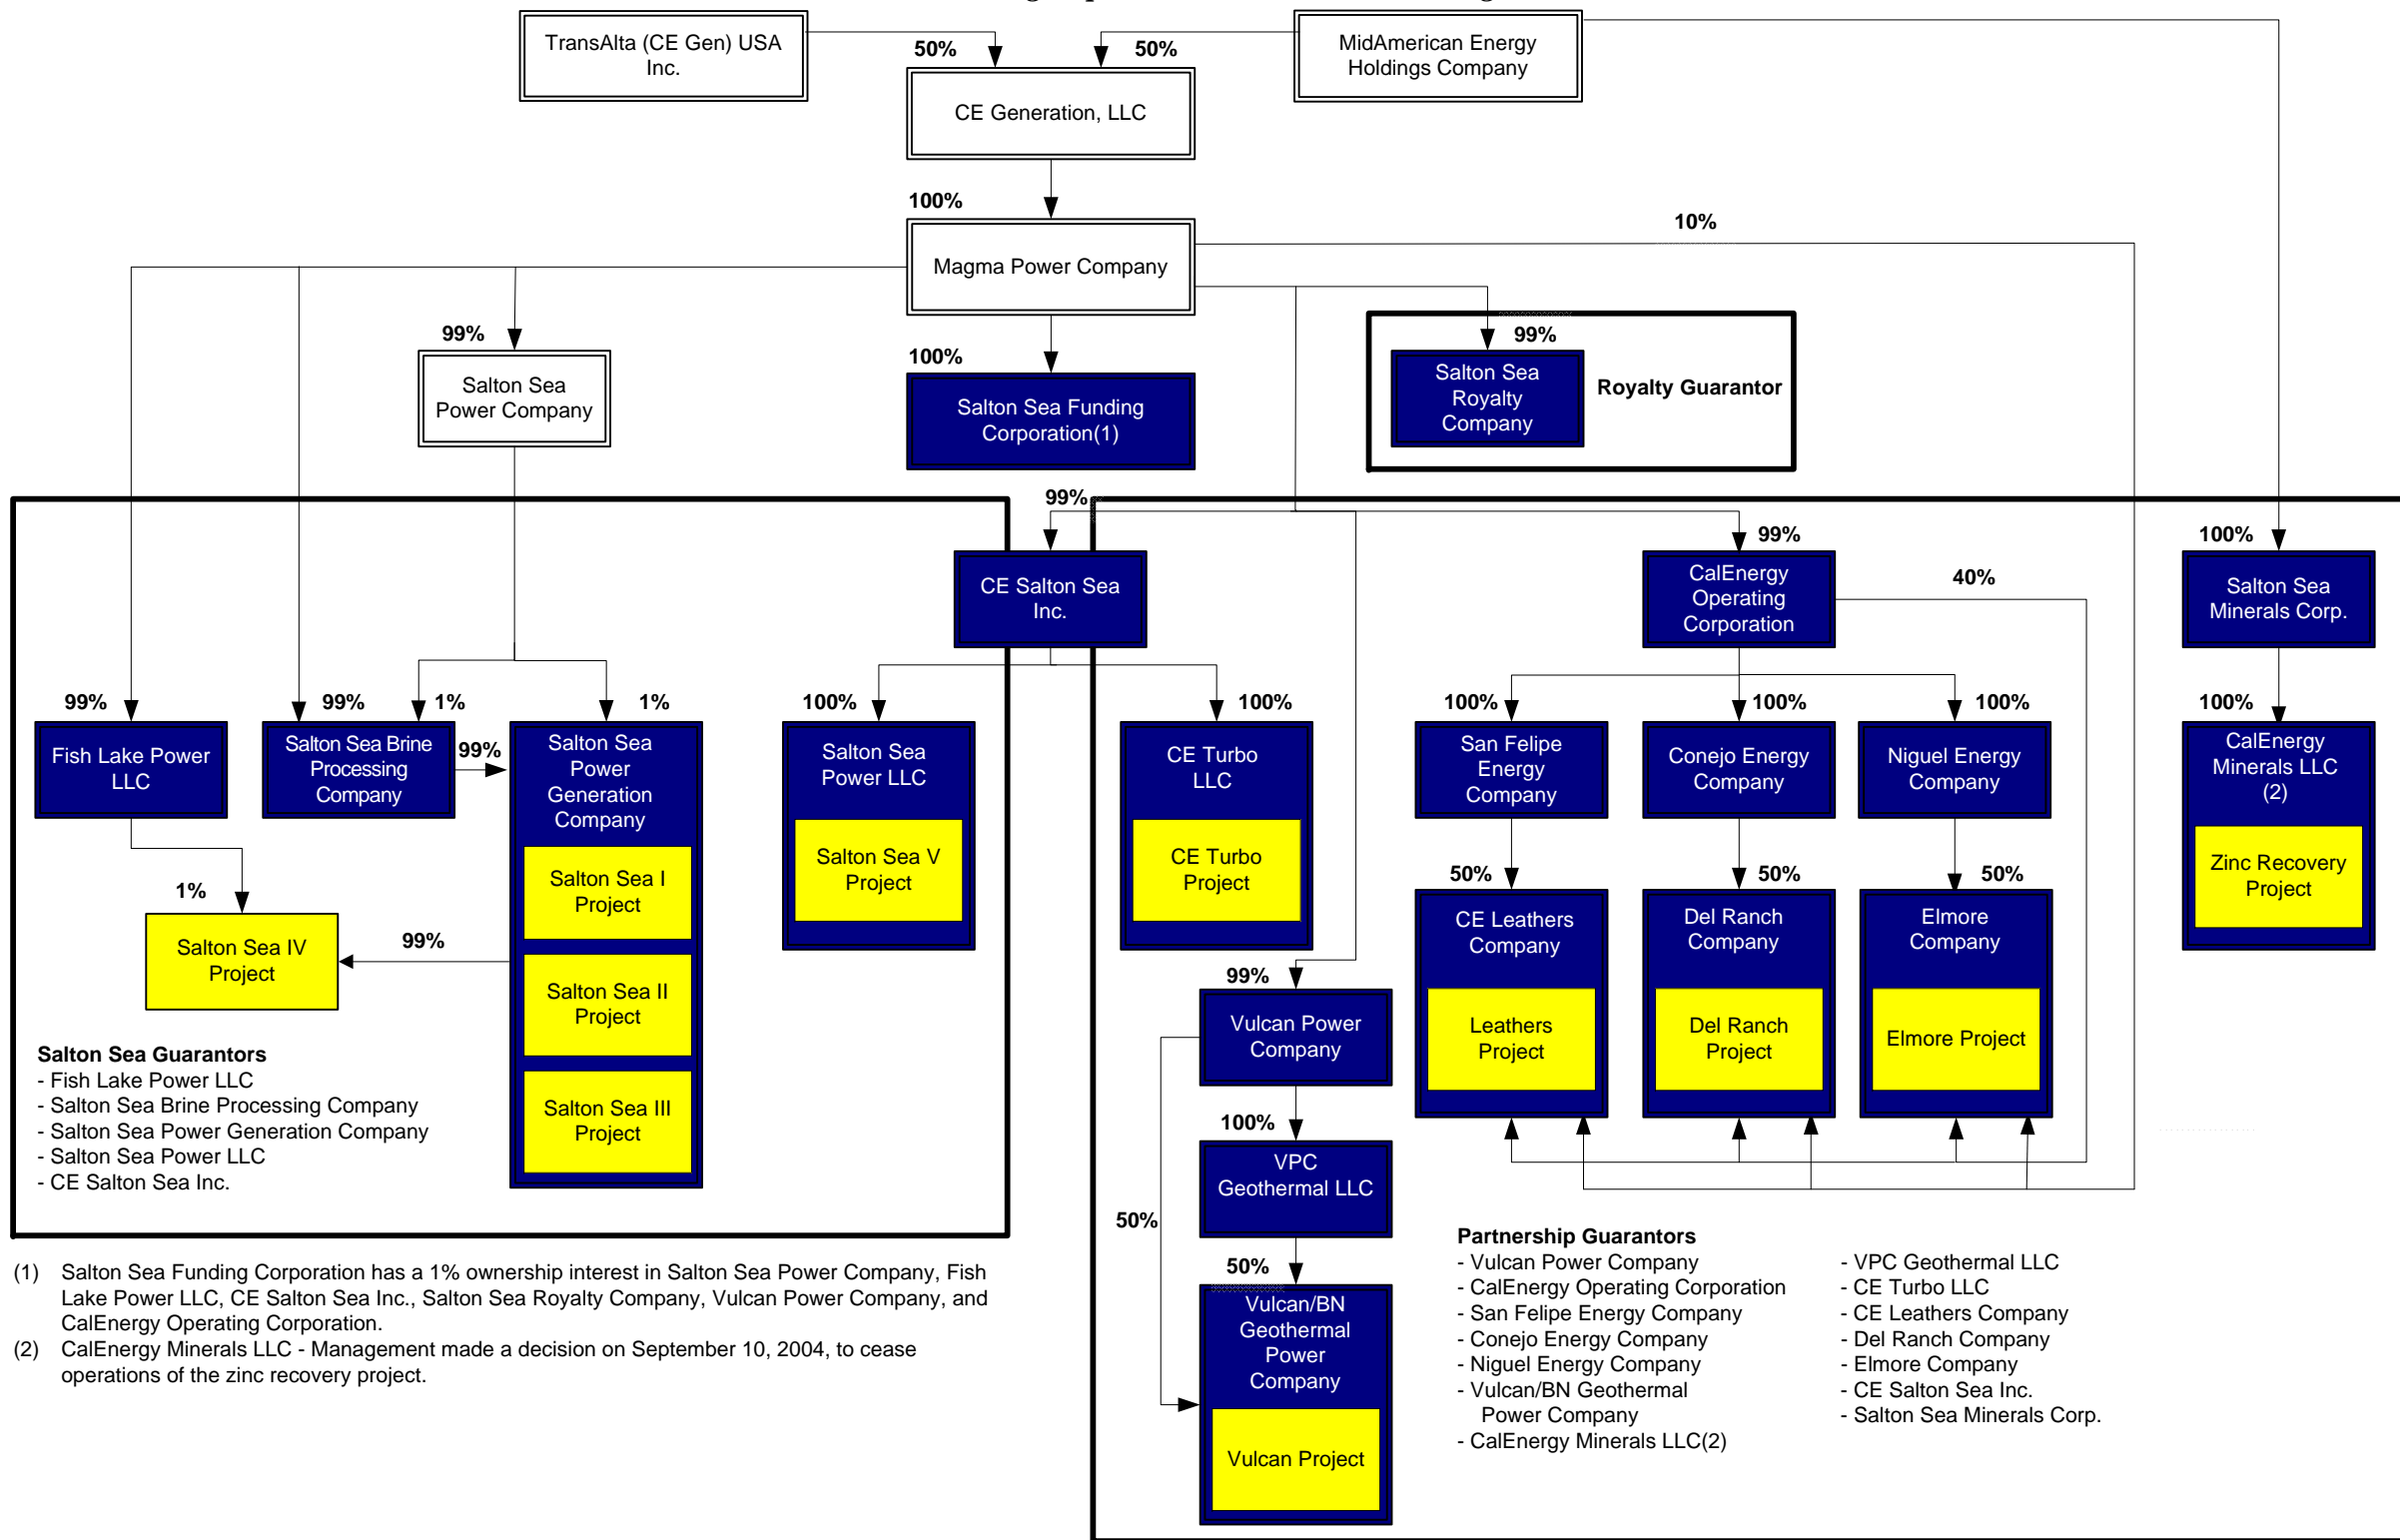 TransAlta (CE Gen) USA
Inc.
50%
50%
MidAmerican Energy
Holdings Company
CE Generation, LLC
100%
10%
Magma Power Company
99%
100%
99%
Salton Sea
Power Company
Salton Sea Funding
Corporation(1)
Salton Sea
Royalty
Company
Royalty Guarantor
99%
CE Salton Sea
Inc.
99%
CalEnergy
Operating
Corporation
40%
100%
Salton Sea
Minerals Corp.
99%
99%
1%
1%
100%
100%
100%
100%
100%
100%
Fish Lake Power
LLC
Salton Sea Brine
Processing
Company
99%
Salton Sea
Power
Generation
Company
Salton Sea
Power LLC
CE Turbo
LLC
San Felipe
Energy
Company
Conejo Energy
Company
Niguel Energy
Company
CalEnergy
Minerals LLC
(2)
Salton Sea I
Project
Salton Sea V
Project
CE Turbo
Project
Zinc Recovery
Project
1%
50%
50%
50%
Salton Sea IV
Project
99%
CE Leathers
Company
Del Ranch
Company
Elmore
Company
Salton Sea II
Project
99%
Vulcan Power
Company
Leathers
Project
Del Ranch
Project
Elmore Project
Salton Sea III
Project
Salton Sea Guarantors
- Fish Lake Power LLC
- Salton Sea Brine Processing Company
- Salton Sea Power Generation Company
- Salton Sea Power LLC
- CE Salton Sea Inc.
100%
VPC
Geothermal LLC
50%
50%
Vulcan/BN
Geothermal
Power
Company
Vulcan Project
Partnership Guarantors
- Vulcan Power Company
- CalEnergy Operating Corporation
- San Felipe Energy Company
- Conejo Energy Company
- Niguel Energy Company
- Vulcan/BN Geothermal
Power Company
- CalEnergy Minerals LLC(2)
- VPC Geothermal LLC
- CE Turbo LLC
- CE Leathers Company
- Del Ranch Company
- Elmore Company
- CE Salton Sea Inc.
- Salton Sea Minerals Corp.
(1) Salton Sea Funding Corporation has a 1% ownership interest in Salton Sea Power Company, Fish
Lake Power LLC, CE Salton Sea Inc., Salton Sea Royalty Company, Vulcan Power Company, and
CalEnergy Operating Corporation.
(2) CalEnergy Minerals LLC - Management made a decision on September 10, 2004, to cease
operations of the zinc recovery project.